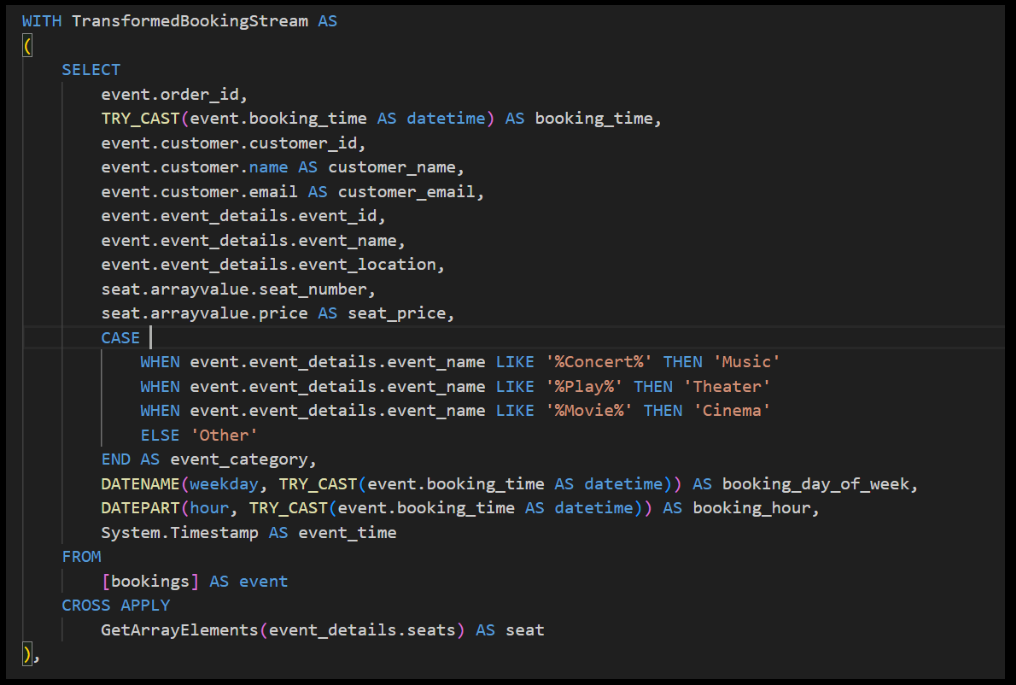 WITH TransformedBookingStream AS
(
    SELECT
        event.order_id,
        TRY_CAST(event.booking_time AS datetime) AS booking_time,
        event.customer.customer_id,
        event.customer.name AS customer_name,
        event.customer.email AS customer_email,
        event.event_details.event_id,
        event.event_details.event_name,
        event.event_details.event_location,
        seat.arrayvalue.seat_number,
        seat.arrayvalue.price AS seat_price,
        CASE
            WHEN event.event_details.event_name LIKE '%Concert%' THEN 'Music'
            WHEN event.event_details.event_name LIKE '%Play%' THEN 'Theater'
            WHEN event.event_details.event_name LIKE '%Movie%' THEN 'Cinema'
            ELSE 'Other'
        END AS event_category,
        DATENAME(weekday, TRY_CAST(event.booking_time AS datetime)) AS booking_day_of_week,
        DATEPART(hour, TRY_CAST(event.booking_time AS datetime)) AS booking_hour,
        System.Timestamp AS event_time
    FROM
        [bookings] AS event
    CROSS APPLY
        GetArrayElements(event_details.seats) AS seat
),